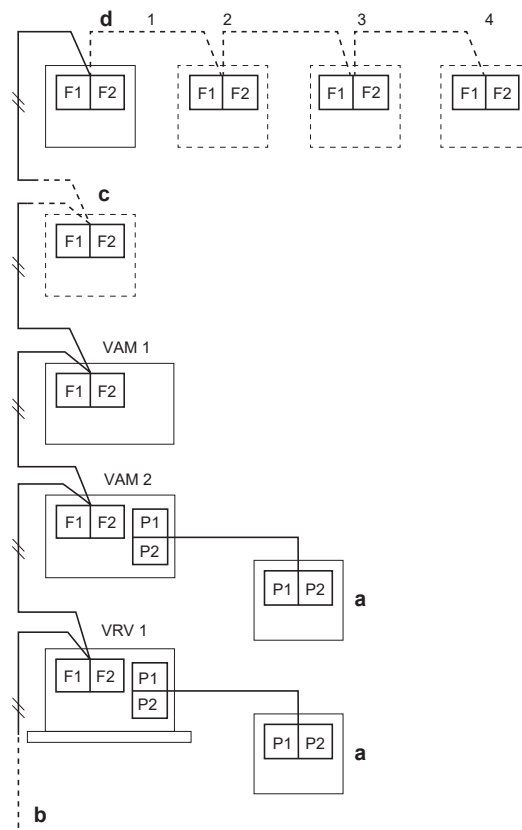 d 1 2 3 4
F1 F2 F1 F2 F1 F2 F1 F2
c
F1 F2
VAM 1
F1 F2
VAM 2
F1 F2 P1
P2
P1 P2 a
VRV 1
F1 F2 P1
P2
P1 P2 a
b